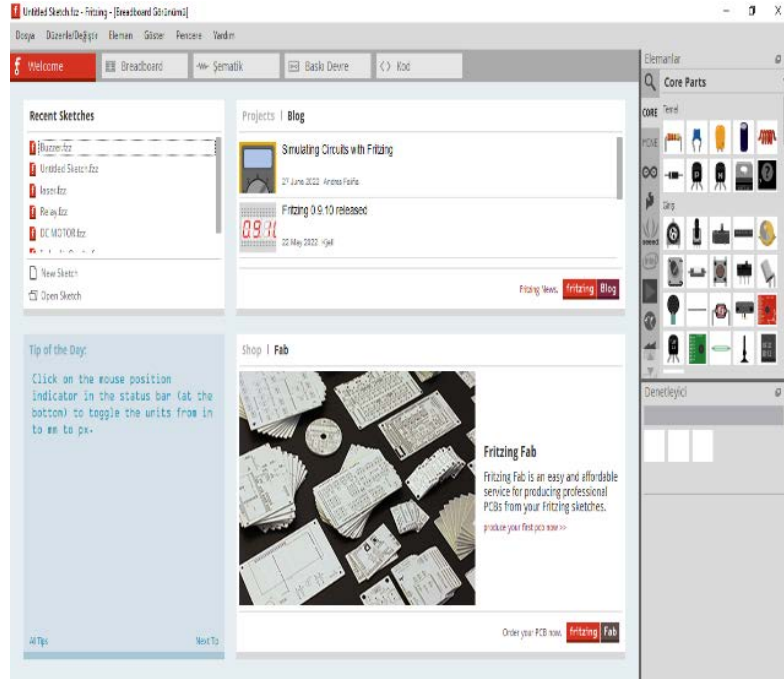 Untitled Sketch.fzz - Fritzing - [Breadboard Görünümü]
Dosya Düzenle/Değiştir Eleman Göster Pencere Yardım
Welcome
Breadboard
Şematik
Baskı Devre
<> Kod
Recent Sketches
Buzzer.fzz
Untitled Sketch.fzz
laser.fzz
Relay.fzz
DC MOTOR.fzz
New Sketch
Open Sketch
Projects | Blog
Simulating Circuits with Fritzing
27 June, 2022
Fritzing 0.9.10 released
22 May 2022
Fritzing News. fritzing Blog
Tip of the Day:
Click on the mouse position
indicator in the status bar (at the
bottom) to toggle the units from in
to mm to px.
All Tips
Next Tip
Shop | Fab
Fritzing Fab
Fritzing Fab is an easy and affordable
service for producing professional
PCBs from your Fritzing sketches.
produce your first pcb now >>
Order your PCB now. fritzing Fab
Elemanlar
Core Parts
CORE
Temel
MINE
Giriş
Denetleyici